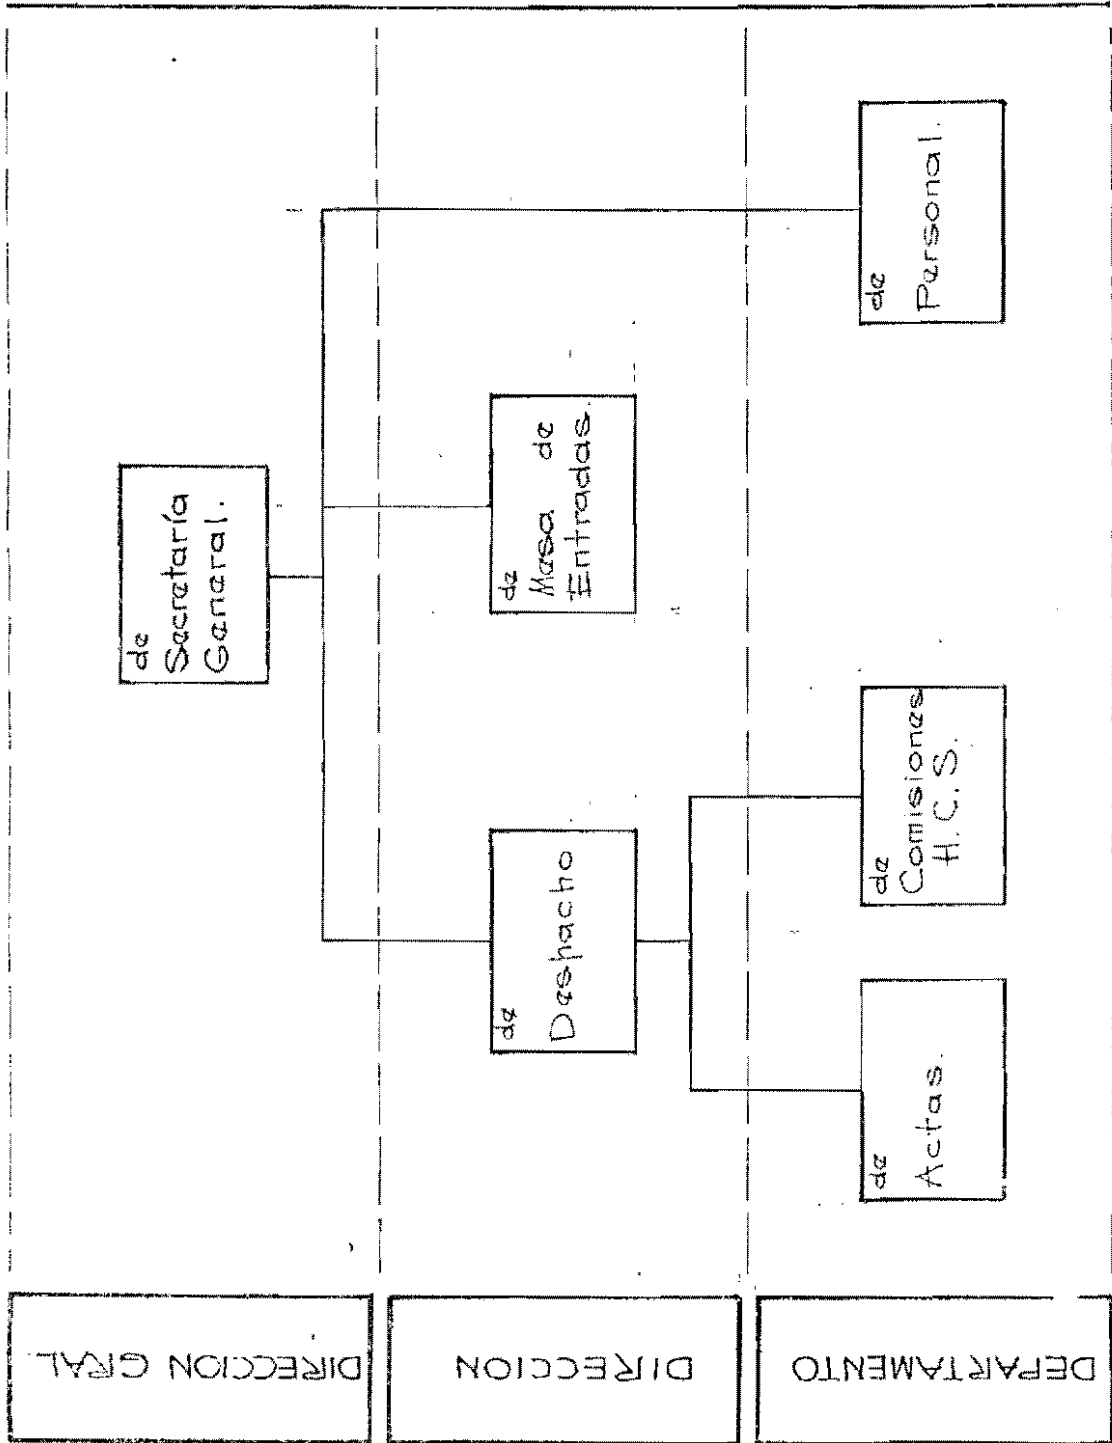 DIRECCION GRAL.
de
Secretaría
General.
DIRECCION
de
Despacho
de
Mesa de
Entradas.
DEPARTAMENTO
de
Actas.
de
Comisiones
H.C.S.
de
Personal.